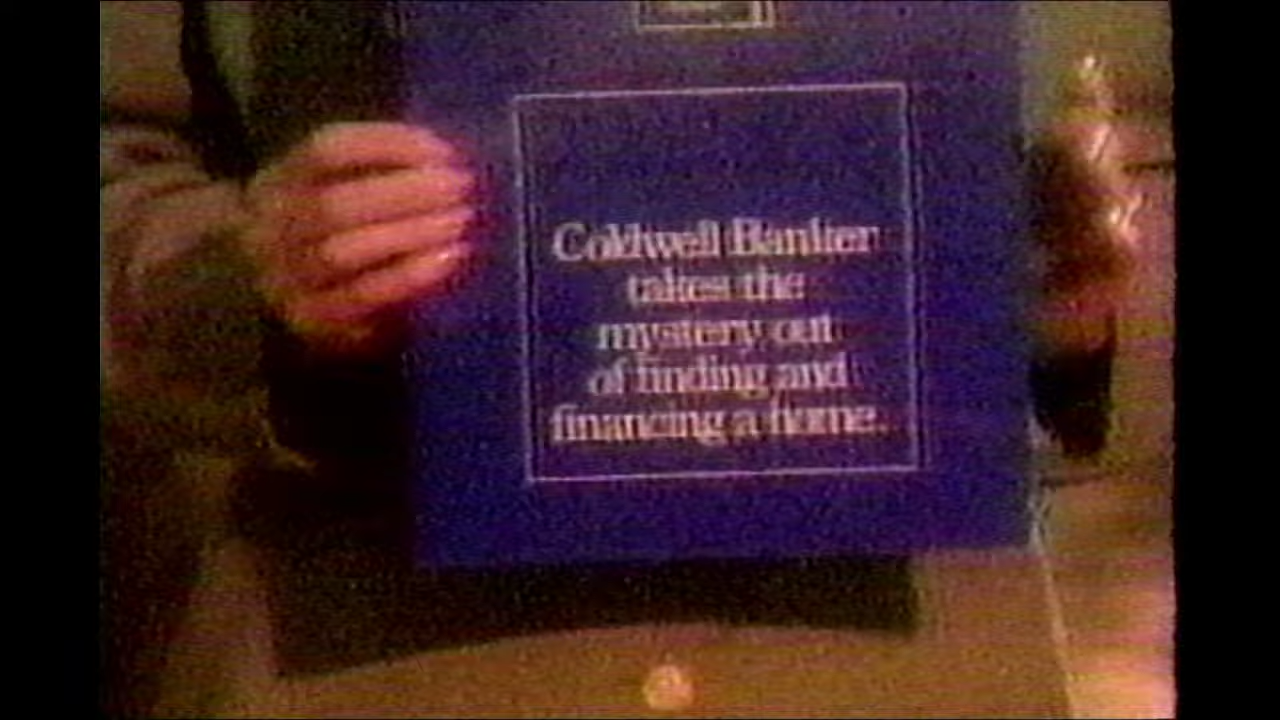 Coldwell Banker
takes the
mystery out
of finding and
financing a home.